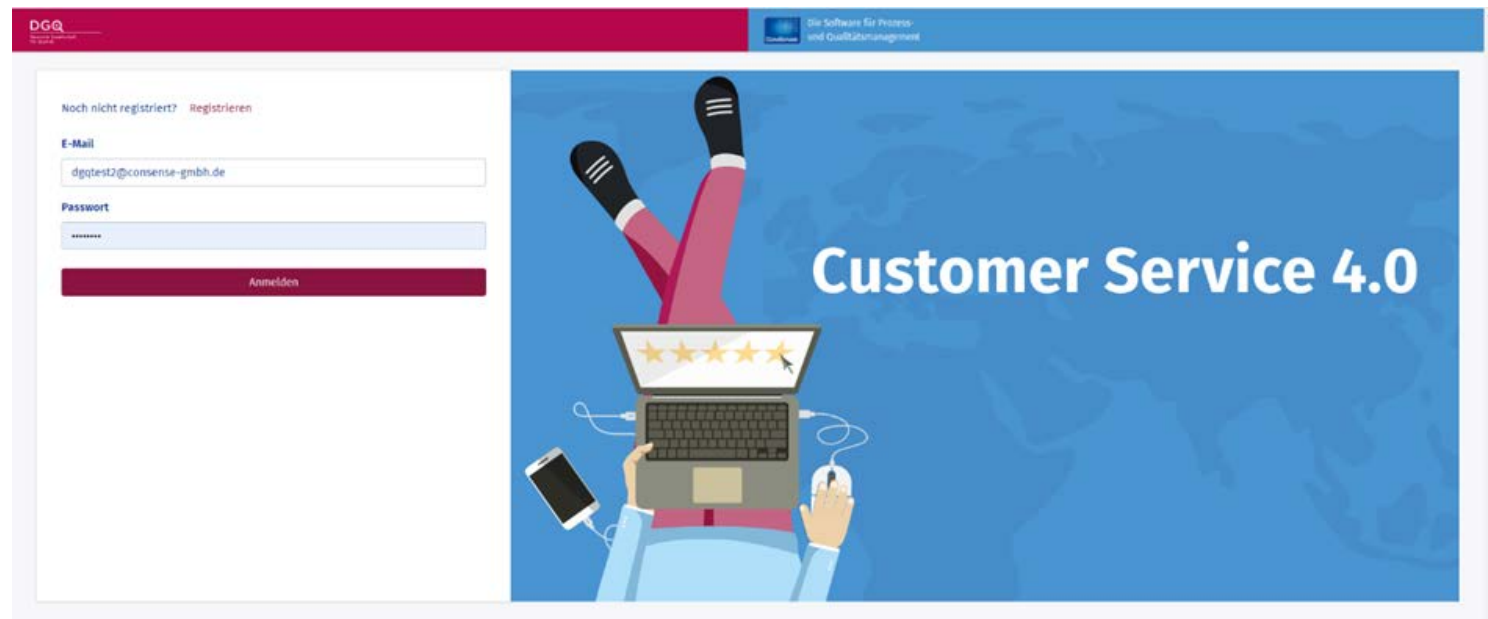 DGQ
Die Software für Prozess-
und Qualitätsmanagement
Noch nicht registriert? Registrieren
E-Mail
dgqtest2@consense-gmbh.de
Passwort
••••••••
Anmelden
Customer Service 4.0